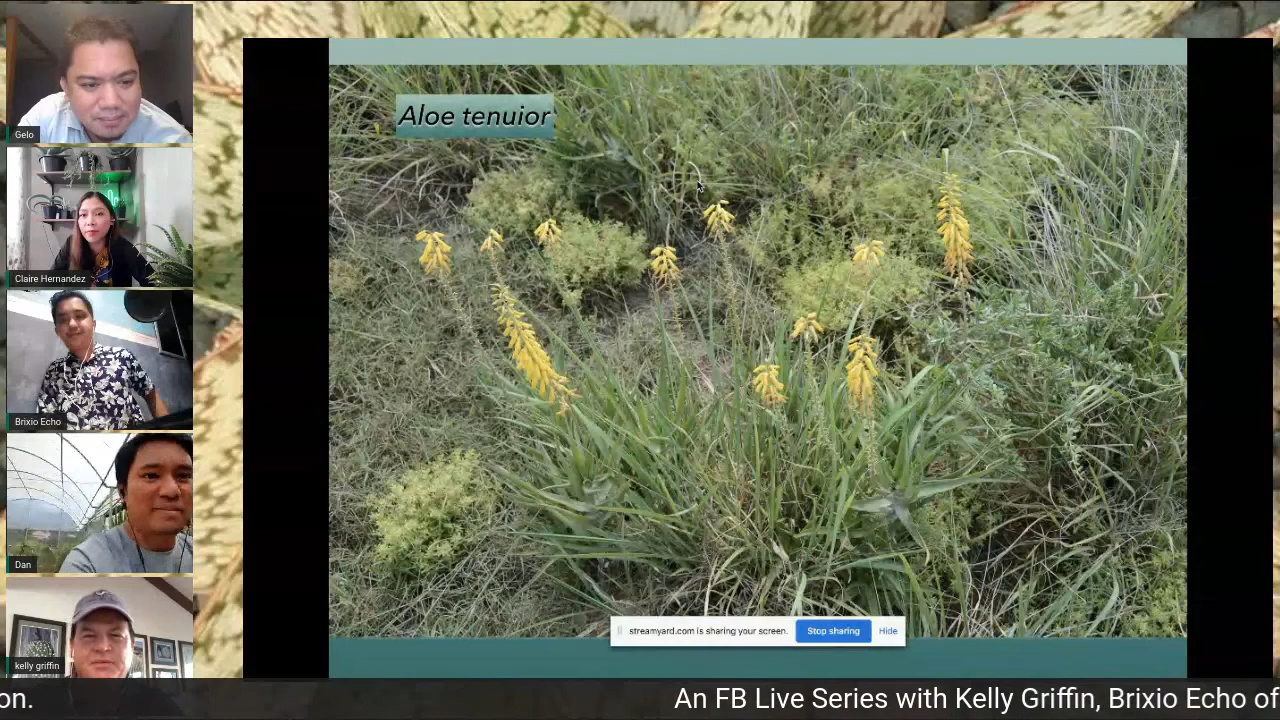 Gelo
Claire Hernandez
Brixio Echo
Dan
kelly griffin
Aloe tenuior
streamyard.com is sharing your screen. Stop sharing Hide
on. An FB Live Series with Kelly Griffin, Brixio Echo of